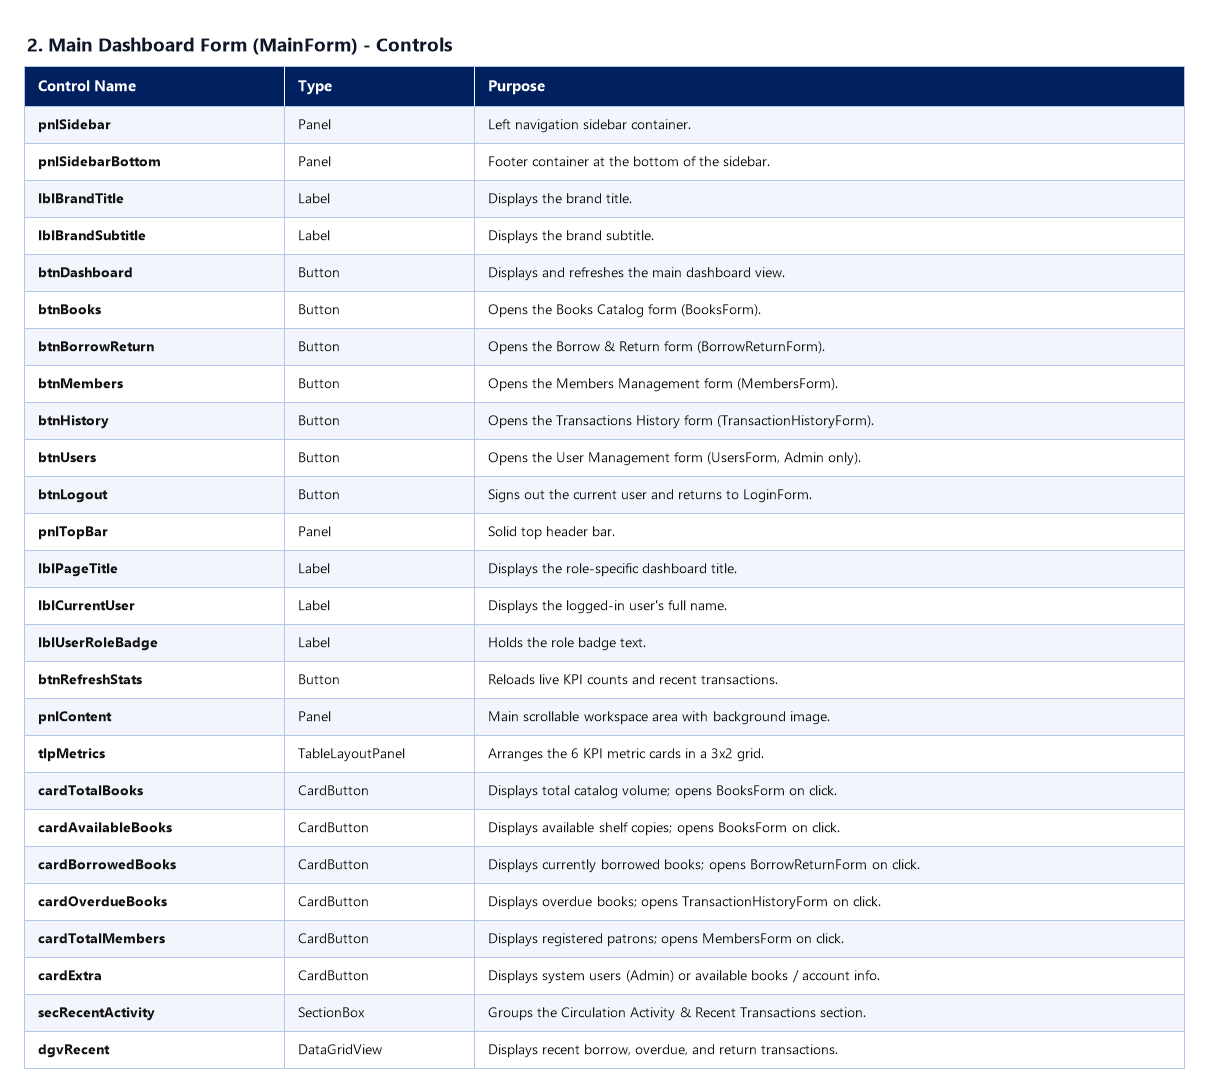 2. Main Dashboard Form (MainForm) - Controls
Control Name Type Purpose
pnlSidebar Panel Left navigation sidebar container.
pnlSidebarBottom Panel Footer container at the bottom of the sidebar.
lblBrandTitle Label Displays the brand title.
lblBrandSubtitle Label Displays the brand subtitle.
btnDashboard Button Displays and refreshes the main dashboard view.
btnBooks Button Opens the Books Catalog form (BooksForm).
btnBorrowReturn Button Opens the Borrow & Return form (BorrowReturnForm).
btnMembers Button Opens the Members Management form (MembersForm).
btnHistory Button Opens the Transactions History form (TransactionHistoryForm).
btnUsers Button Opens the User Management form (UsersForm, Admin only).
btnLogout Button Signs out the current user and returns to LoginForm.
pnlTopBar Panel Solid top header bar.
lblPageTitle Label Displays the role-specific dashboard title.
lblCurrentUser Label Displays the logged-in user's full name.
lblUserRoleBadge Label Holds the role badge text.
btnRefreshStats Button Reloads live KPI counts and recent transactions.
pnlContent Panel Main scrollable workspace area with background image.
tlpMetrics TableLayoutPanel Arranges the 6 KPI metric cards in a 3x2 grid.
cardTotalBooks CardButton Displays total catalog volume; opens BooksForm on click.
cardAvailableBooks CardButton Displays available shelf copies; opens BooksForm on click.
cardBorrowedBooks CardButton Displays currently borrowed books; opens BorrowReturnForm on click.
cardOverdueBooks CardButton Displays overdue books; opens TransactionHistoryForm on click.
cardTotalMembers CardButton Displays registered patrons; opens MembersForm on click.
cardExtra CardButton Displays system users (Admin) or available books / account info.
secRecentActivity SectionBox Groups the Circulation Activity & Recent Transactions section.
dgvRecent DataGridView Displays recent borrow, overdue, and return transactions.